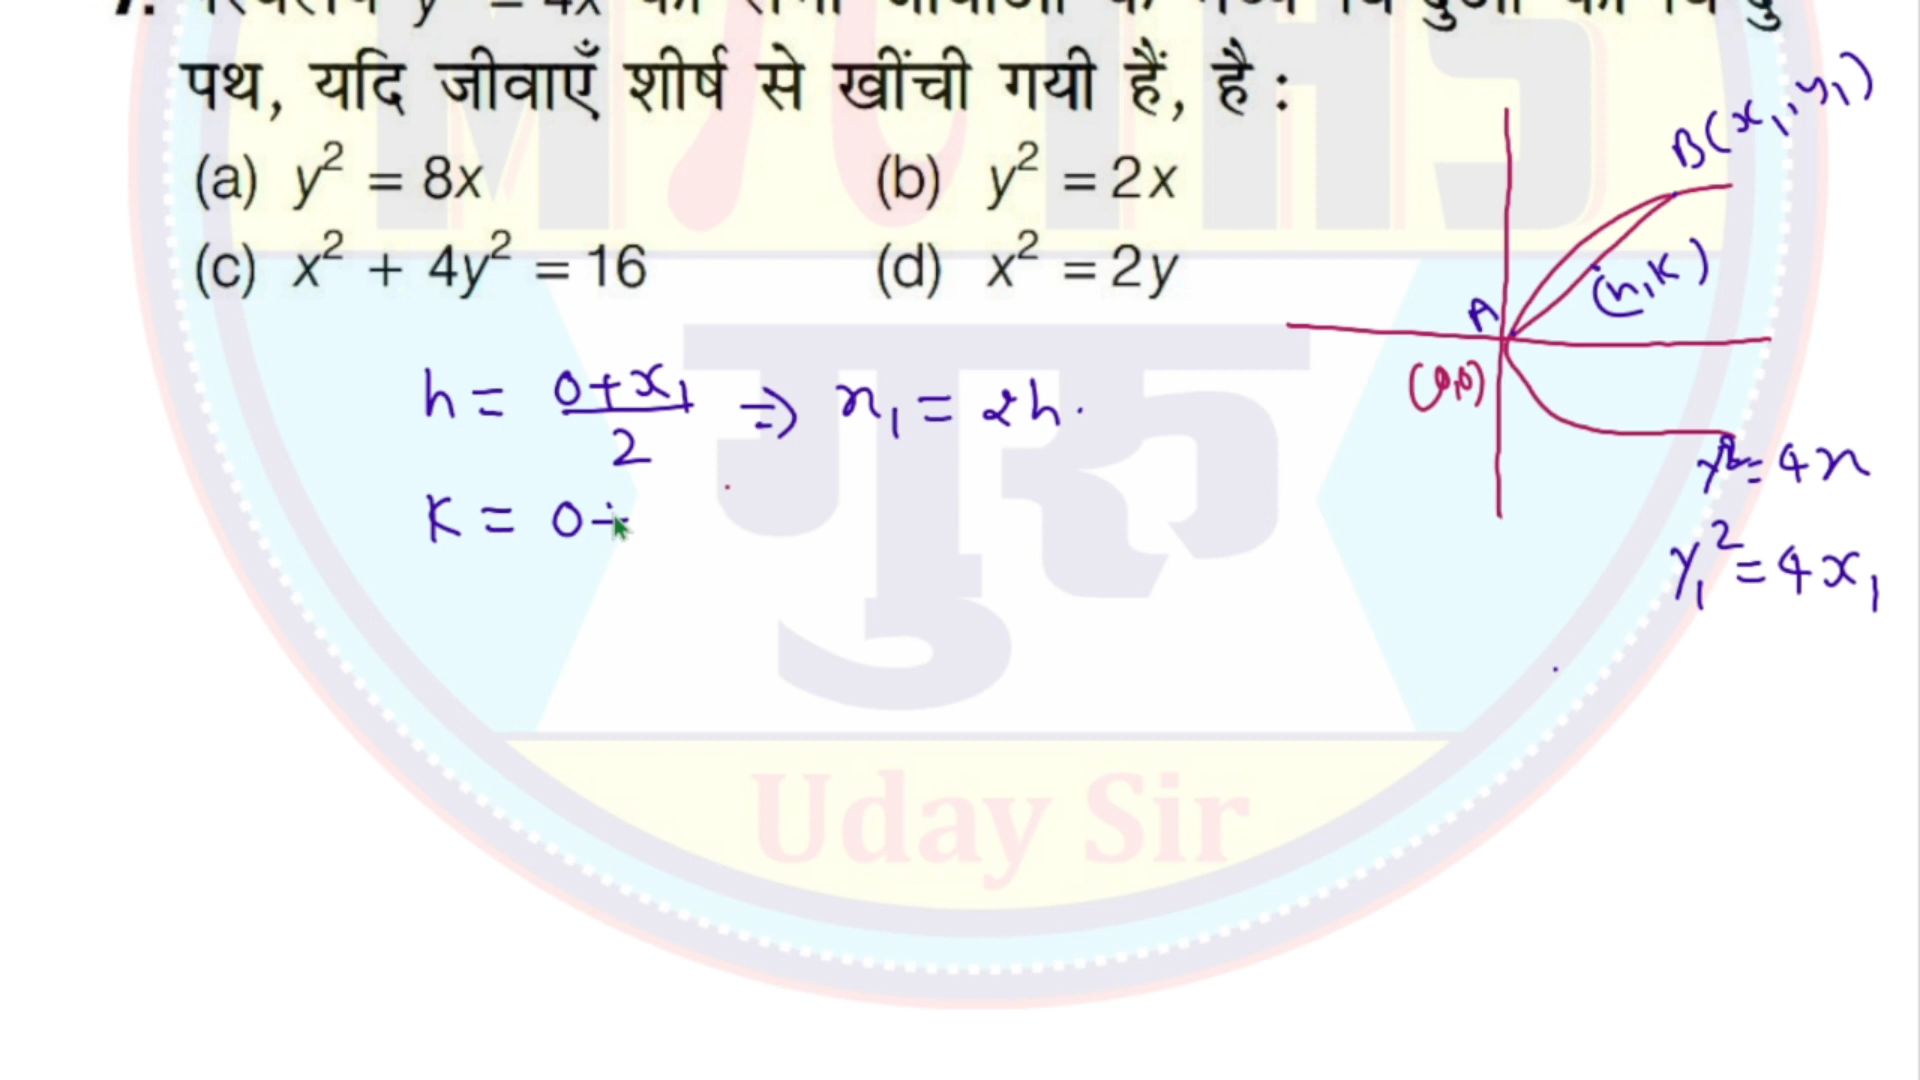 पथ, यदि जीवाएँ शीर्ष से खींची गयी हैं, है :
(a) y² = 8x (b) y² = 2x
(c) x² + 4y² = 16 (d) x² = 2y
B(x₁, y₁)
(h, k)
A
(0,0)
h = (0+x₁)/2 ⇒ x₁ = 2h.
K = 0+
y² = 4x
y₁² = 4x₁
गुरु
Uday Sir